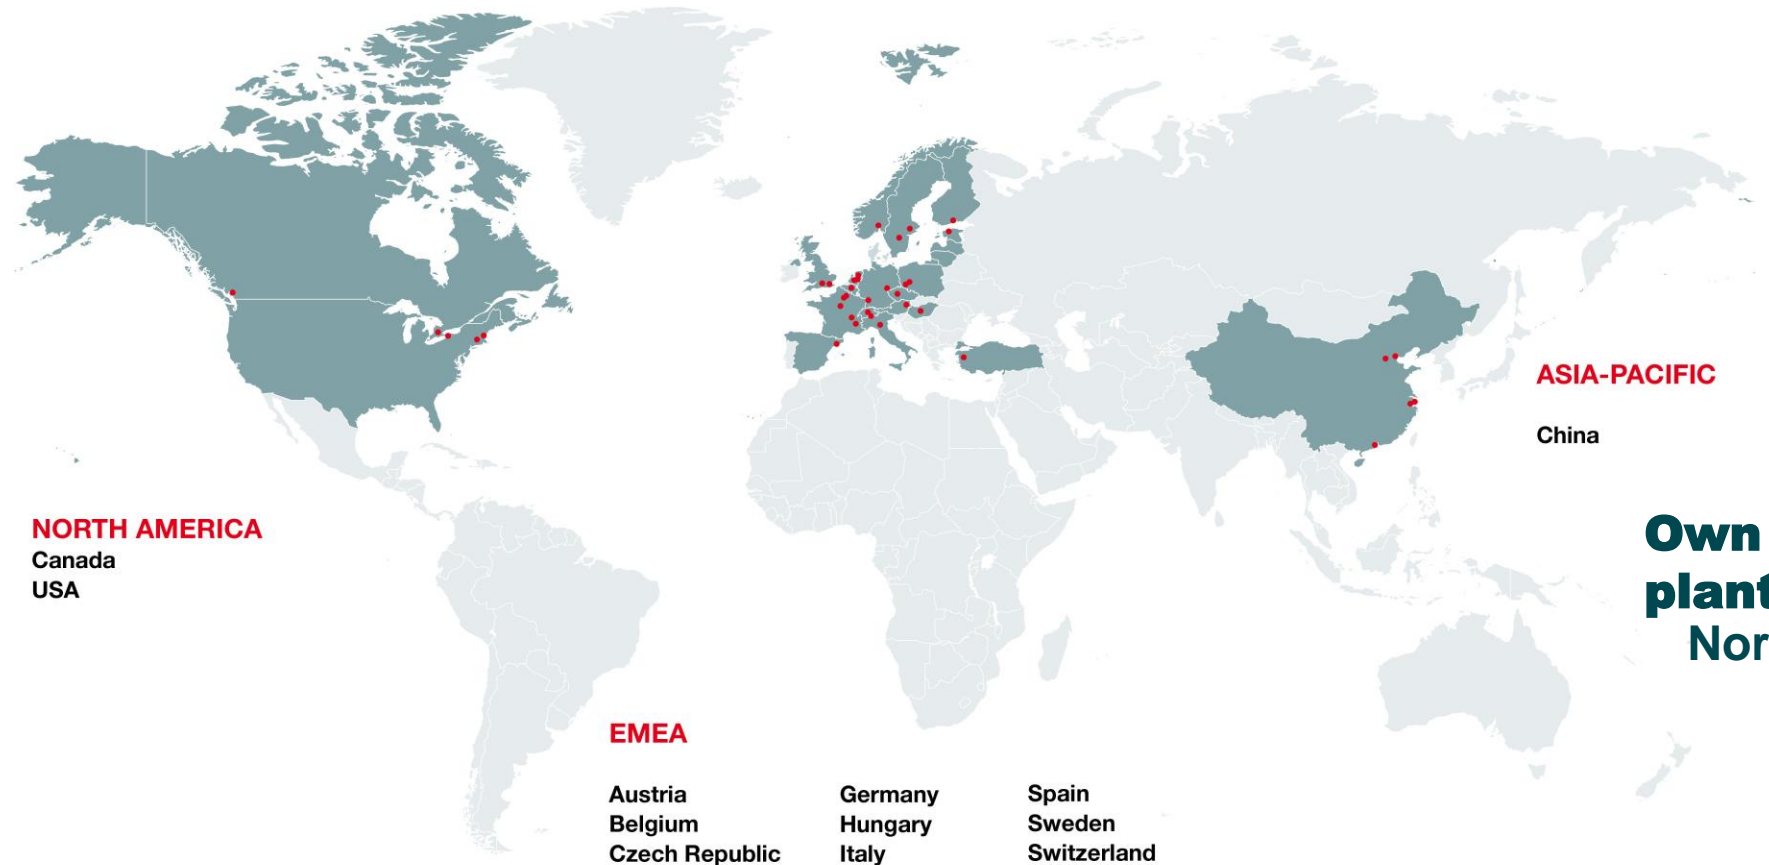 ASIA-PACIFIC
China
NORTH AMERICA
Canada
USA
Own
plant
Nor
EMEA
Austria
Belgium
Czech Republic
Germany
Hungary
Italy
Spain
Sweden
Switzerland